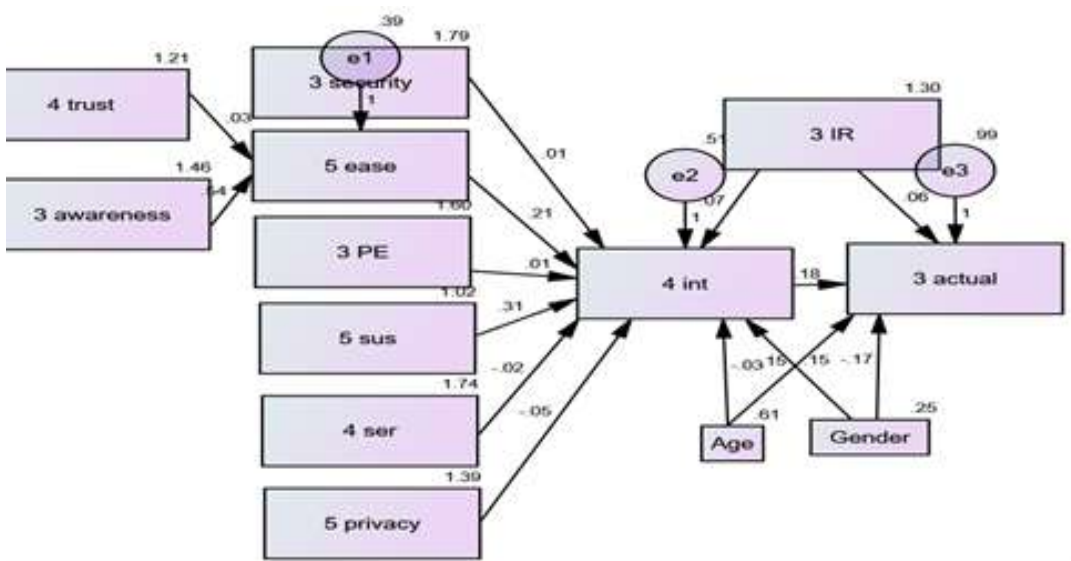 .39
1.79
e1
3 security
1
1.21
4 trust
.03
5 ease
1.46
.54
3 awareness
1.60
3 PE
1.02
5 sus
1.74
4 ser
1.39
5 privacy
.01
.21
.01
.31
-.02
-.05
1.30
3 IR
.51
e2
.99
e3
.07
1
.06
1
4 int
.18
3 actual
-.03
.15
.15
-.17
.61
Age
.25
Gender